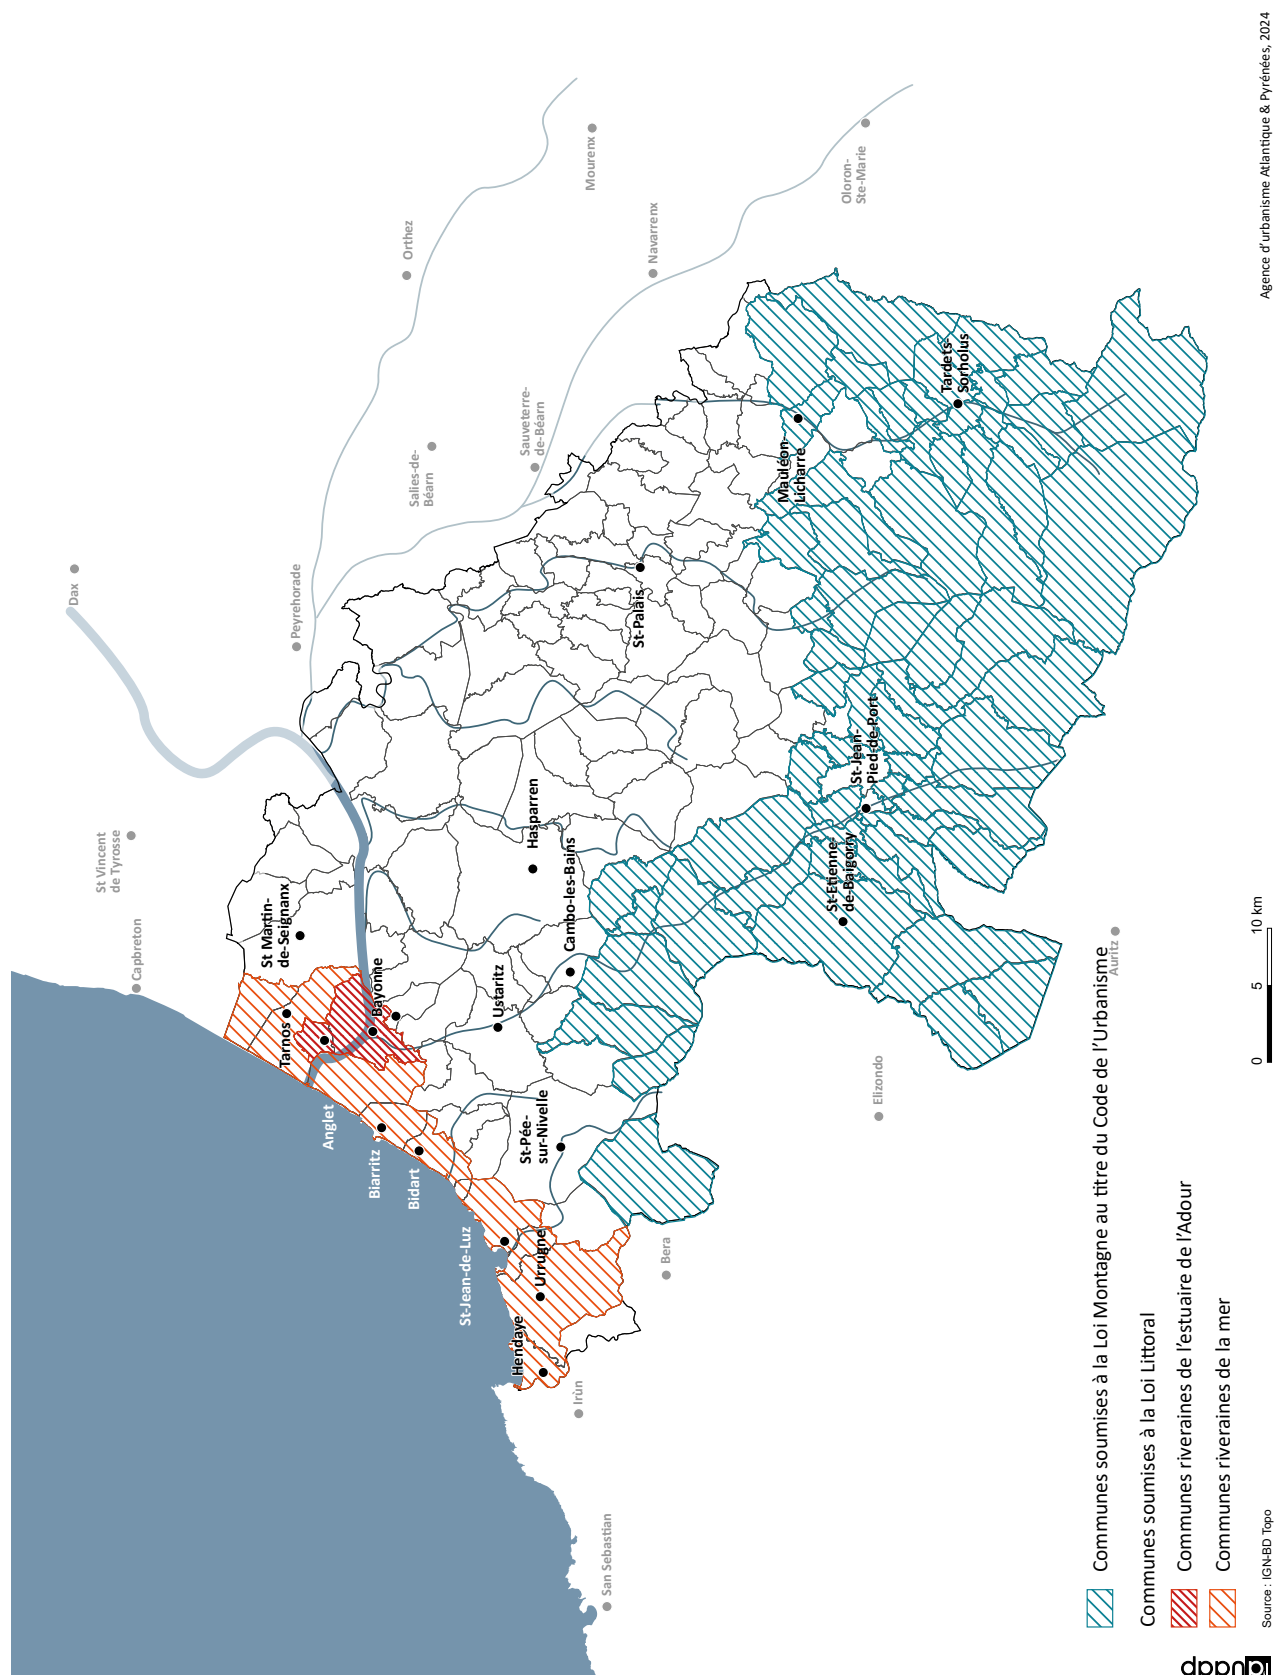 Dax
St Vincent
de Tyrosse
Capbreton
Peyrehorade
Orthez
Mourenx
Salies-de-
Béarn
Sauveterre-
de-Béarn
Navarrenx
Oloron-
Ste-Marie
St Martin-
de-Seignanx
Tarnos
Bayonne
Anglet
Biarritz
Bidart
St-Jean-de-Luz
Urrugne
Hendaye
Irùn
San Sebastian
Bera
Elizondo
Auritz
St-Pée-
sur-Nivelle
Ustaritz
Cambo-les-Bains
Hasparren
St-Palais
Mauléon-
Licharre
Tardets-
Sorholus
St-Jean-
Pied-de-Port
St-Etienne-
de-Baigorry
Communes soumises à la Loi Montagne au titre du Code de l'Urbanisme
Communes soumises à la Loi Littoral
Communes riveraines de l'estuaire de l'Adour
Communes riveraines de la mer
0 5 10 km
Source : IGN-BD Topo
Agence d'urbanisme Atlantique & Pyrénées, 2024